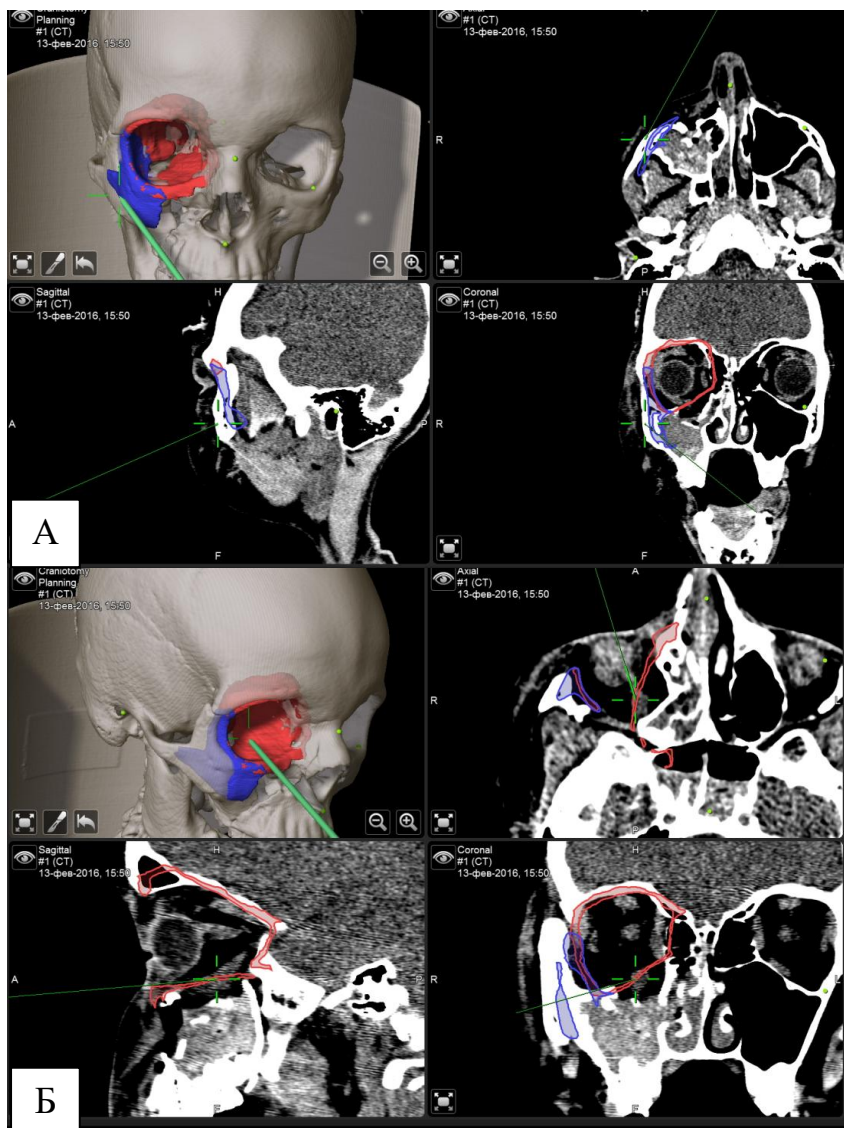 Craniotomy
Planning
#1 (CT)
13-фев-2016, 15:50
Axial
#1 (CT)
13-фев-2016, 15:50
A
R
P
Sagittal
#1 (CT)
13-фев-2016, 15:50
H
A
P
F
Coronal
#1 (CT)
13-фев-2016, 15:50
H
R
F
А
Craniotomy
Planning
#1 (CT)
13-фев-2016, 15:50
Axial
#1 (CT)
13-фев-2016, 15:50
A
R
L
P
Sagittal
#1 (CT)
13-фев-2016, 15:50
H
A
P
F
Coronal
#1 (CT)
13-фев-2016, 15:50
H
R
L
F
Б